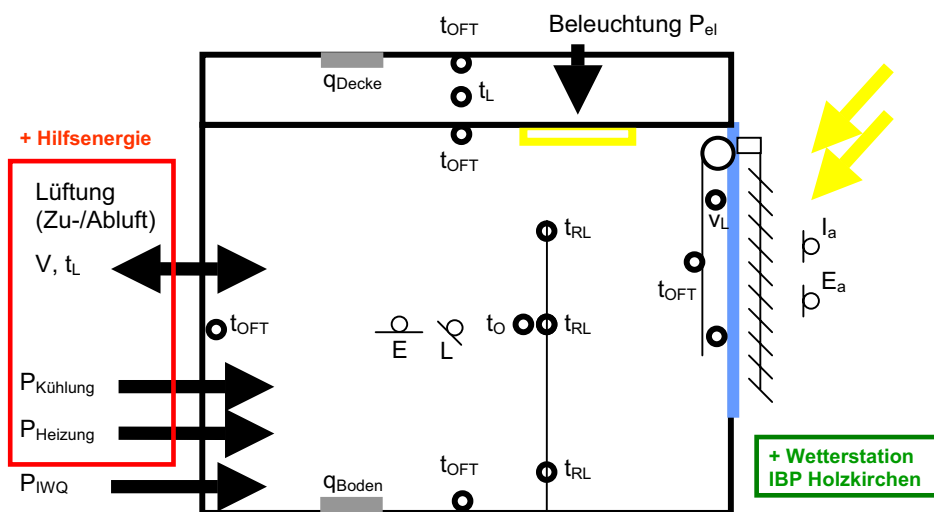 t_OFT
Beleuchtung P_el
q_Decke
t_L
t_OFT
+ Hilfsenergie
Lüftung
(Zu-/Abluft)
V, t_L
t_OFT
P_Kühlung
P_Heizung
P_IWQ
E
L
t_O
t_RL
t_RL
t_RL
t_OFT
q_Boden
v_L
t_OFT
I_a
E_a
+ Wetterstation
IBP Holzkirchen